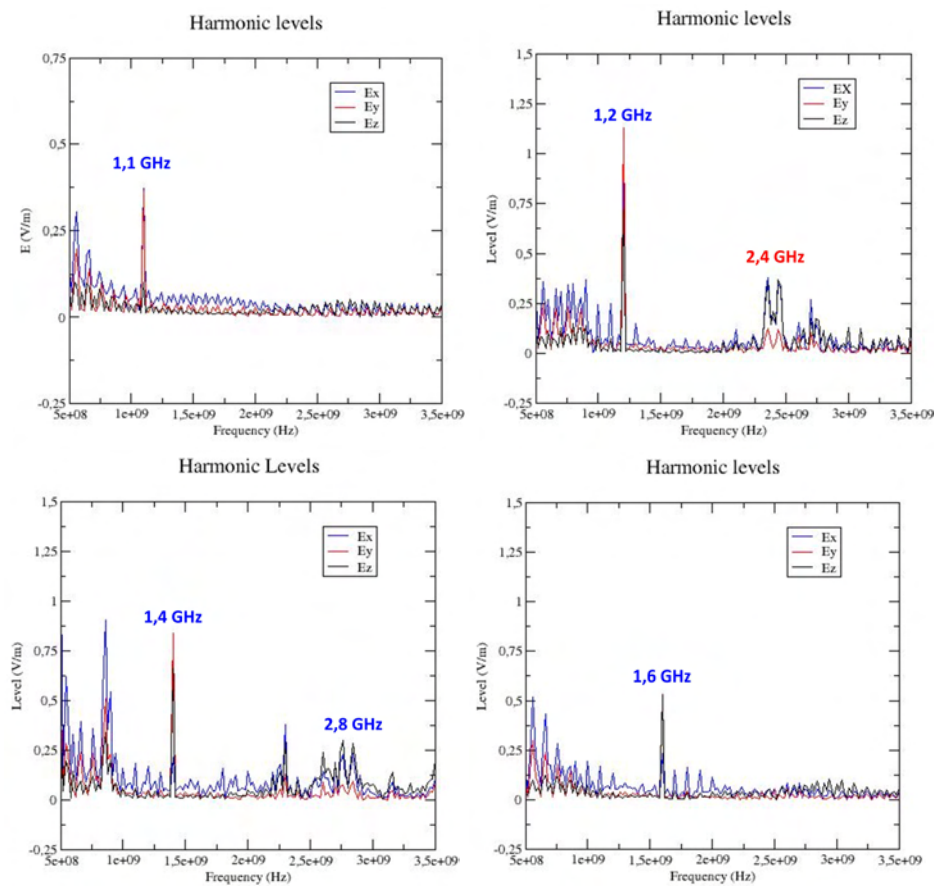 Harmonic levels
0,75
0,5
0,25
0
-0,25
E (V/m)
Ex
Ey
Ez
1,1 GHz
5e+08 1e+09 1,5e+09 2e+09 2,5e+09 3e+09 3,5e+09
Frequency (Hz)
Harmonic levels
1,5
1,25
1
0,75
0,5
0,25
0
-0,25
Level (V/m)
EX
Ey
Ez
1,2 GHz
2,4 GHz
5e+08 1e+09 1,5e+09 2e+09 2,5e+09 3e+09 3,5e+09
Frequency (Hz)
Harmonic Levels
1,5
1,25
1
0,75
0,5
0,25
0
-0,25
Level (V/m)
Ex
Ey
Ez
1,4 GHz
2,8 GHz
5e+08 1e+09 1,5e+09 2e+09 2,5e+09 3e+09 3,5e+09
Frequency (Hz)
Harmonic levels
1,5
1,25
1
0,75
0,5
0,25
0
-0,25
Level (V/m)
Ex
Ey
Ez
1,6 GHz
5e+08 1e+09 1,5e+09 2e+09 2,5e+09 3e+09 3,5e+09
Frequency (Hz)